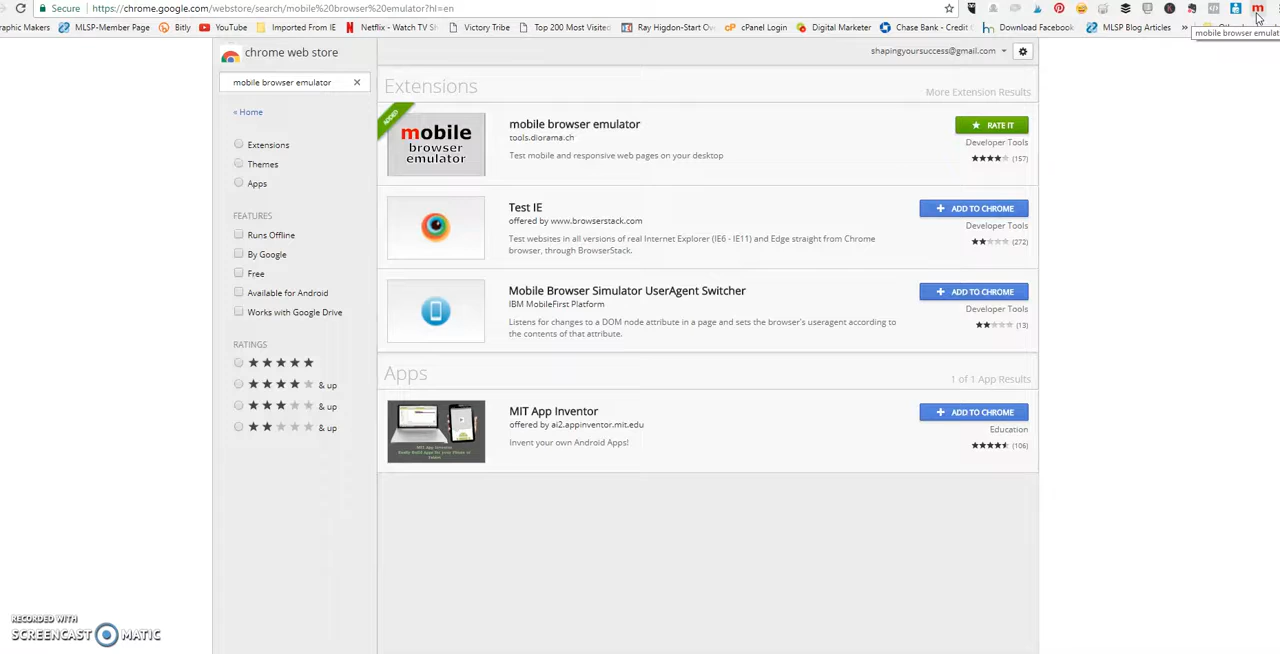 Secure
https://chrome.google.com/webstore/search/mobile%20browser%20emulator?hl=en
m
raphic Makers MLSP-Member Page Bitly YouTube Imported From IE Netflix - Watch TV Sh Victory Tribe Top 200 Most Visited Ray Higdon-Start Ov cPanel Login Digital Marketer Chase Bank - Credit Download Facebook MLSP Blog Articles »
mobile browser emulat
chrome web store
shapingyoursuccess@gmail.com
mobile browser emulator
« Home
Extensions
Themes
Apps
FEATURES
Runs Offline
By Google
Free
Available for Android
Works with Google Drive
RATINGS
& up
& up
& up
Extensions
More Extension Results
ADDED
mobile
browser
emulator
mobile browser emulator
tools.diorama.ch
Test mobile and responsive web pages on your desktop
RATE IT
Developer Tools
(157)
Test IE
offered by www.browserstack.com
Test websites in all versions of real Internet Explorer (IE6 - IE11) and Edge straight from Chrome
browser, through BrowserStack.
ADD TO CHROME
Developer Tools
(272)
Mobile Browser Simulator UserAgent Switcher
IBM MobileFirst Platform
Listens for changes to a DOM node attribute in a page and sets the browser's useragent according to
the contents of that attribute.
ADD TO CHROME
Developer Tools
(13)
Apps
1 of 1 App Results
MIT App Inventor
offered by ai2.appinventor.mit.edu
Invent your own Android Apps!
ADD TO CHROME
Education
(106)
RECORDED WITH
SCREENCAST MATIC